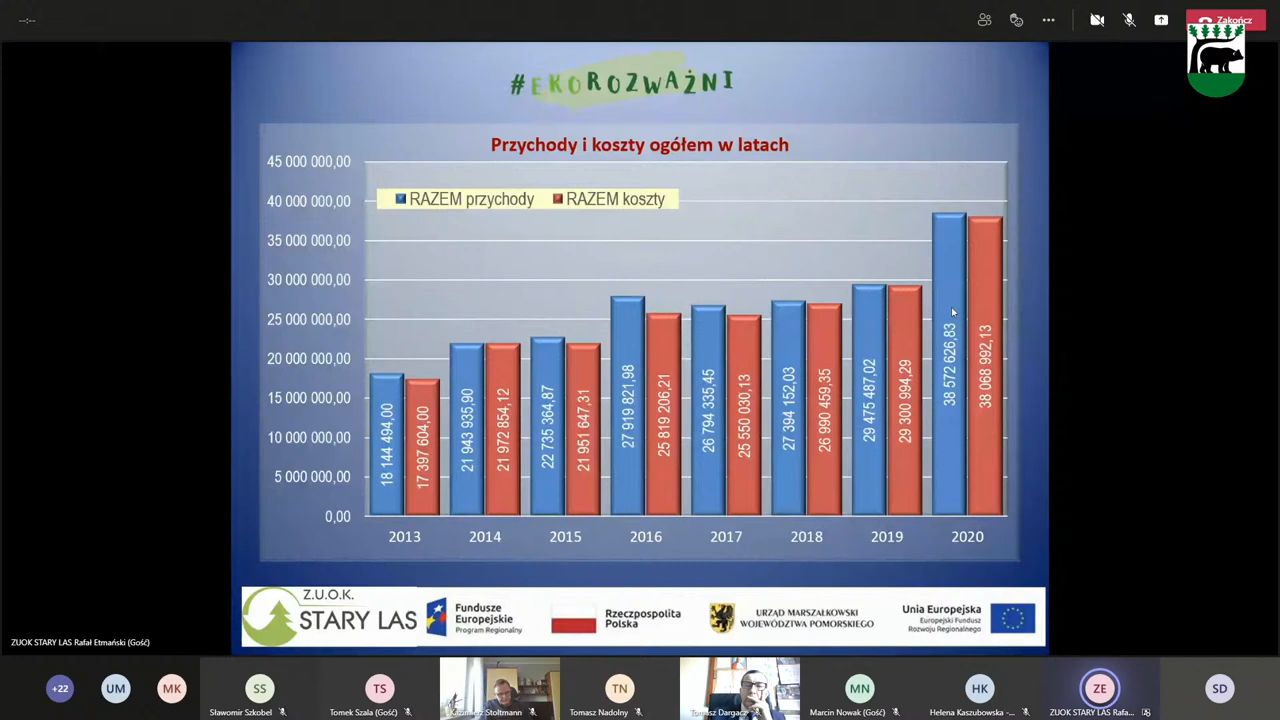 --:--
Zakończ
#EKOROZWAŻNI
Przychody i koszty ogółem w latach
45 000 000,00
40 000 000,00
35 000 000,00
30 000 000,00
25 000 000,00
20 000 000,00
15 000 000,00
10 000 000,00
5 000 000,00
0,00
RAZEM przychody
RAZEM koszty
18 144 494,00
17 397 604,00
21 943 935,90
21 972 854,12
22 735 364,87
21 951 647,31
27 919 821,98
25 819 206,21
26 794 335,45
25 550 030,13
27 394 152,03
26 990 459,35
29 475 487,02
29 300 994,29
38 572 626,83
38 068 992,13
2013 2014 2015 2016 2017 2018 2019 2020
Z.U.O.K.
STARY LAS
Fundusze
Europejskie
Program Regionalny
Rzeczpospolita
Polska
URZĄD MARSZAŁKOWSKI
WOJEWÓDZTWA POMORSKIEGO
Unia Europejska
Europejski Fundusz
Rozwoju Regionalnego
ZUOK STARY LAS Rafał Etmański (Gość)
+22
UM
MK
SS
TS
TN
MN
HK
ZE
SD
Sławomir Szkobel
Tomek Szala (Gość)
Kazimierz Stoltmann
Tomasz Nadolny
Tomasz Dargacz
Marcin Nowak (Gość)
Helena Kaszubowska -...
ZUOK STARY LAS Rafa...